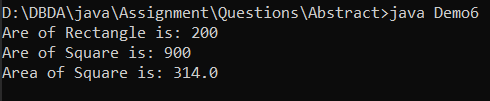 D:\DBDA\java\Assignment\Questions\Abstract>java Demo6
Are of Rectangle is: 200
Are of Square is: 900
Area of Square is: 314.0